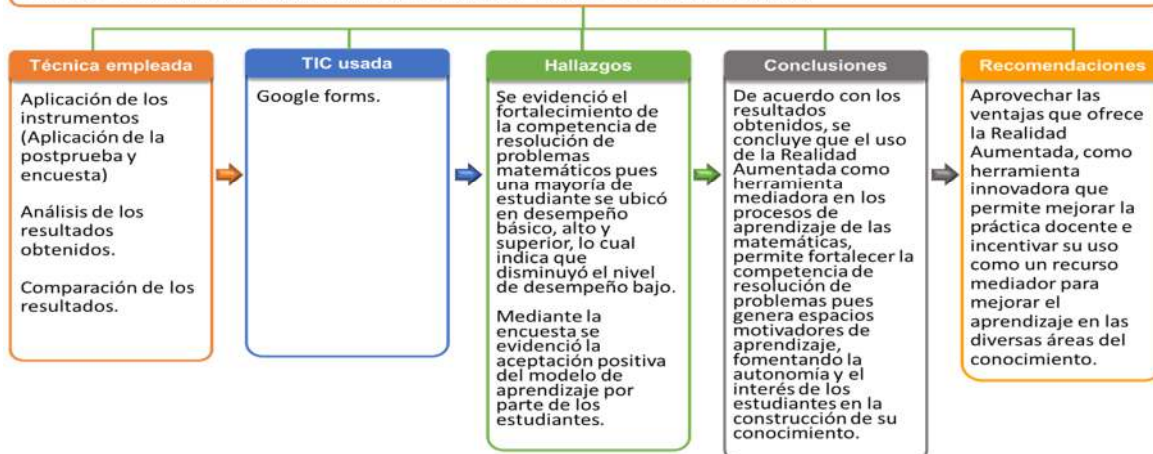 Técnica empleada
Aplicación de los
instrumentos
(Aplicación de la
postprueba y
encuesta)
Análisis de los
resultados
obtenidos.
Comparación de los
resultados.
TIC usada
Google forms.
Hallazgos
Se evidenció el
fortalecimiento de
la competencia de
resolución de
problemas
matemáticos pues
una mayoría de
estudiante se ubicó
en desempeño
básico, alto y
superior, lo cual
indica que
disminuyó el nivel
de desempeño bajo.
Mediante la
encuesta se
evidenció la
aceptación positiva
del modelo de
aprendizaje por
parte de los
estudiantes.
Conclusiones
De acuerdo con los
resultados
obtenidos, se
concluye que el uso
de la Realidad
Aumentada como
herramienta
mediadora en los
procesos de
aprendizaje de las
matemáticas,
permite fortalecer la
competencia de
resolución de
problemas pues
genera espacios
motivadores de
aprendizaje,
fomentando la
autonomía y el
interés de los
estudiantes en la
construcción de su
conocimiento.
Recomendaciones
Aprovechar las
ventajas que ofrece
la Realidad
Aumentada, como
herramienta
innovadora que
permite mejorar la
práctica docente e
incentivar su uso
como un recurso
mediador para
mejorar el
aprendizaje en las
diversas áreas del
conocimiento.